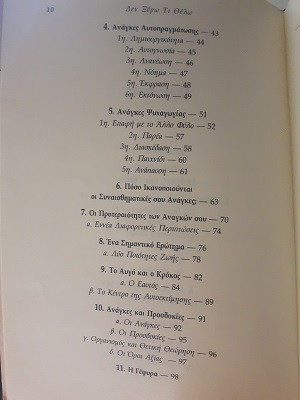 10 Δεν Ξέρω Τι Θέλω
4. Ανάγκες Αυτοπραγμάτωσης — 43
1η. Δημιουργικότητα — 44
2η. Αυτογνωσία — 45
3η. Ανανέωση — 46
4η. Νόημα — 47
5η. Έκφραση — 48
6η. Εκτόνωση — 49
5. Ανάγκες Ψυχαγωγίας — 51
1η. Επαφή με το Άλλο Φύλο — 52
2η. Παρέα — 57
3η. Διασκέδαση — 58
4η. Παιχνίδι — 60
5η. Ανάπαυση — 61
6. Πόσο Ικανοποιούνται
οι Συναισθηματικές σου Ανάγκες; — 63
7. Οι Προτεραιότητες των Αναγκών σου — 70
α. Εννέα Διαφορετικές Περιπτώσεις — 74
8. Ένα Σημαντικό Ερώτημα — 76
α. Δύο Ποιότητες Ζωής — 78
9. Το Αυγό και ο Κρόκος — 82
α. Ο Εαυτός — 84
β. Το Κέντρο της Αυτοεκτίμησης — 89
10. Ανάγκες και Προσδοκίες — 91
α. Οι Ανάγκες — 92
β. Οι Προσδοκίες — 95
γ. Οργανισμός και Θετική Θεώρηση — 96
δ. Οι Όροι Αξίας — 97
11. Η Γέφυρα — 98